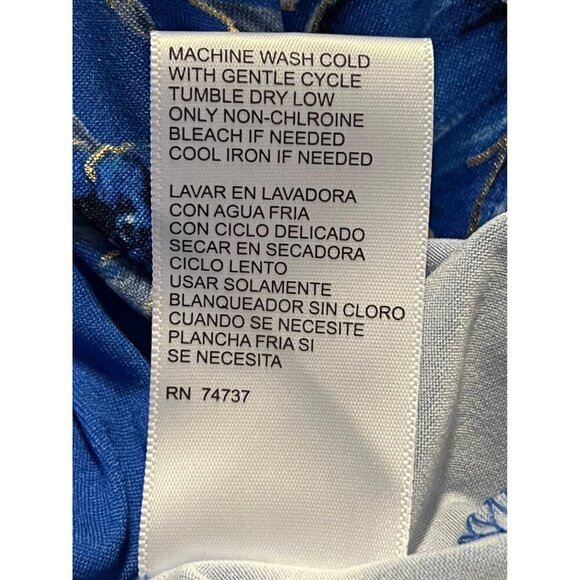 MACHINE WASH COLD
WITH GENTLE CYCLE
TUMBLE DRY LOW
ONLY NON-CHLROINE
BLEACH IF NEEDED
COOL IRON IF NEEDED
LAVAR EN LAVADORA
CON AGUA FRIA
CON CICLO DELICADO
SECAR EN SECADORA
CICLO LENTO
USAR SOLAMENTE
BLANQUEADOR SIN CLORO
CUANDO SE NECESITE
PLANCHA FRIA SI
SE NECESITA
RN 74737